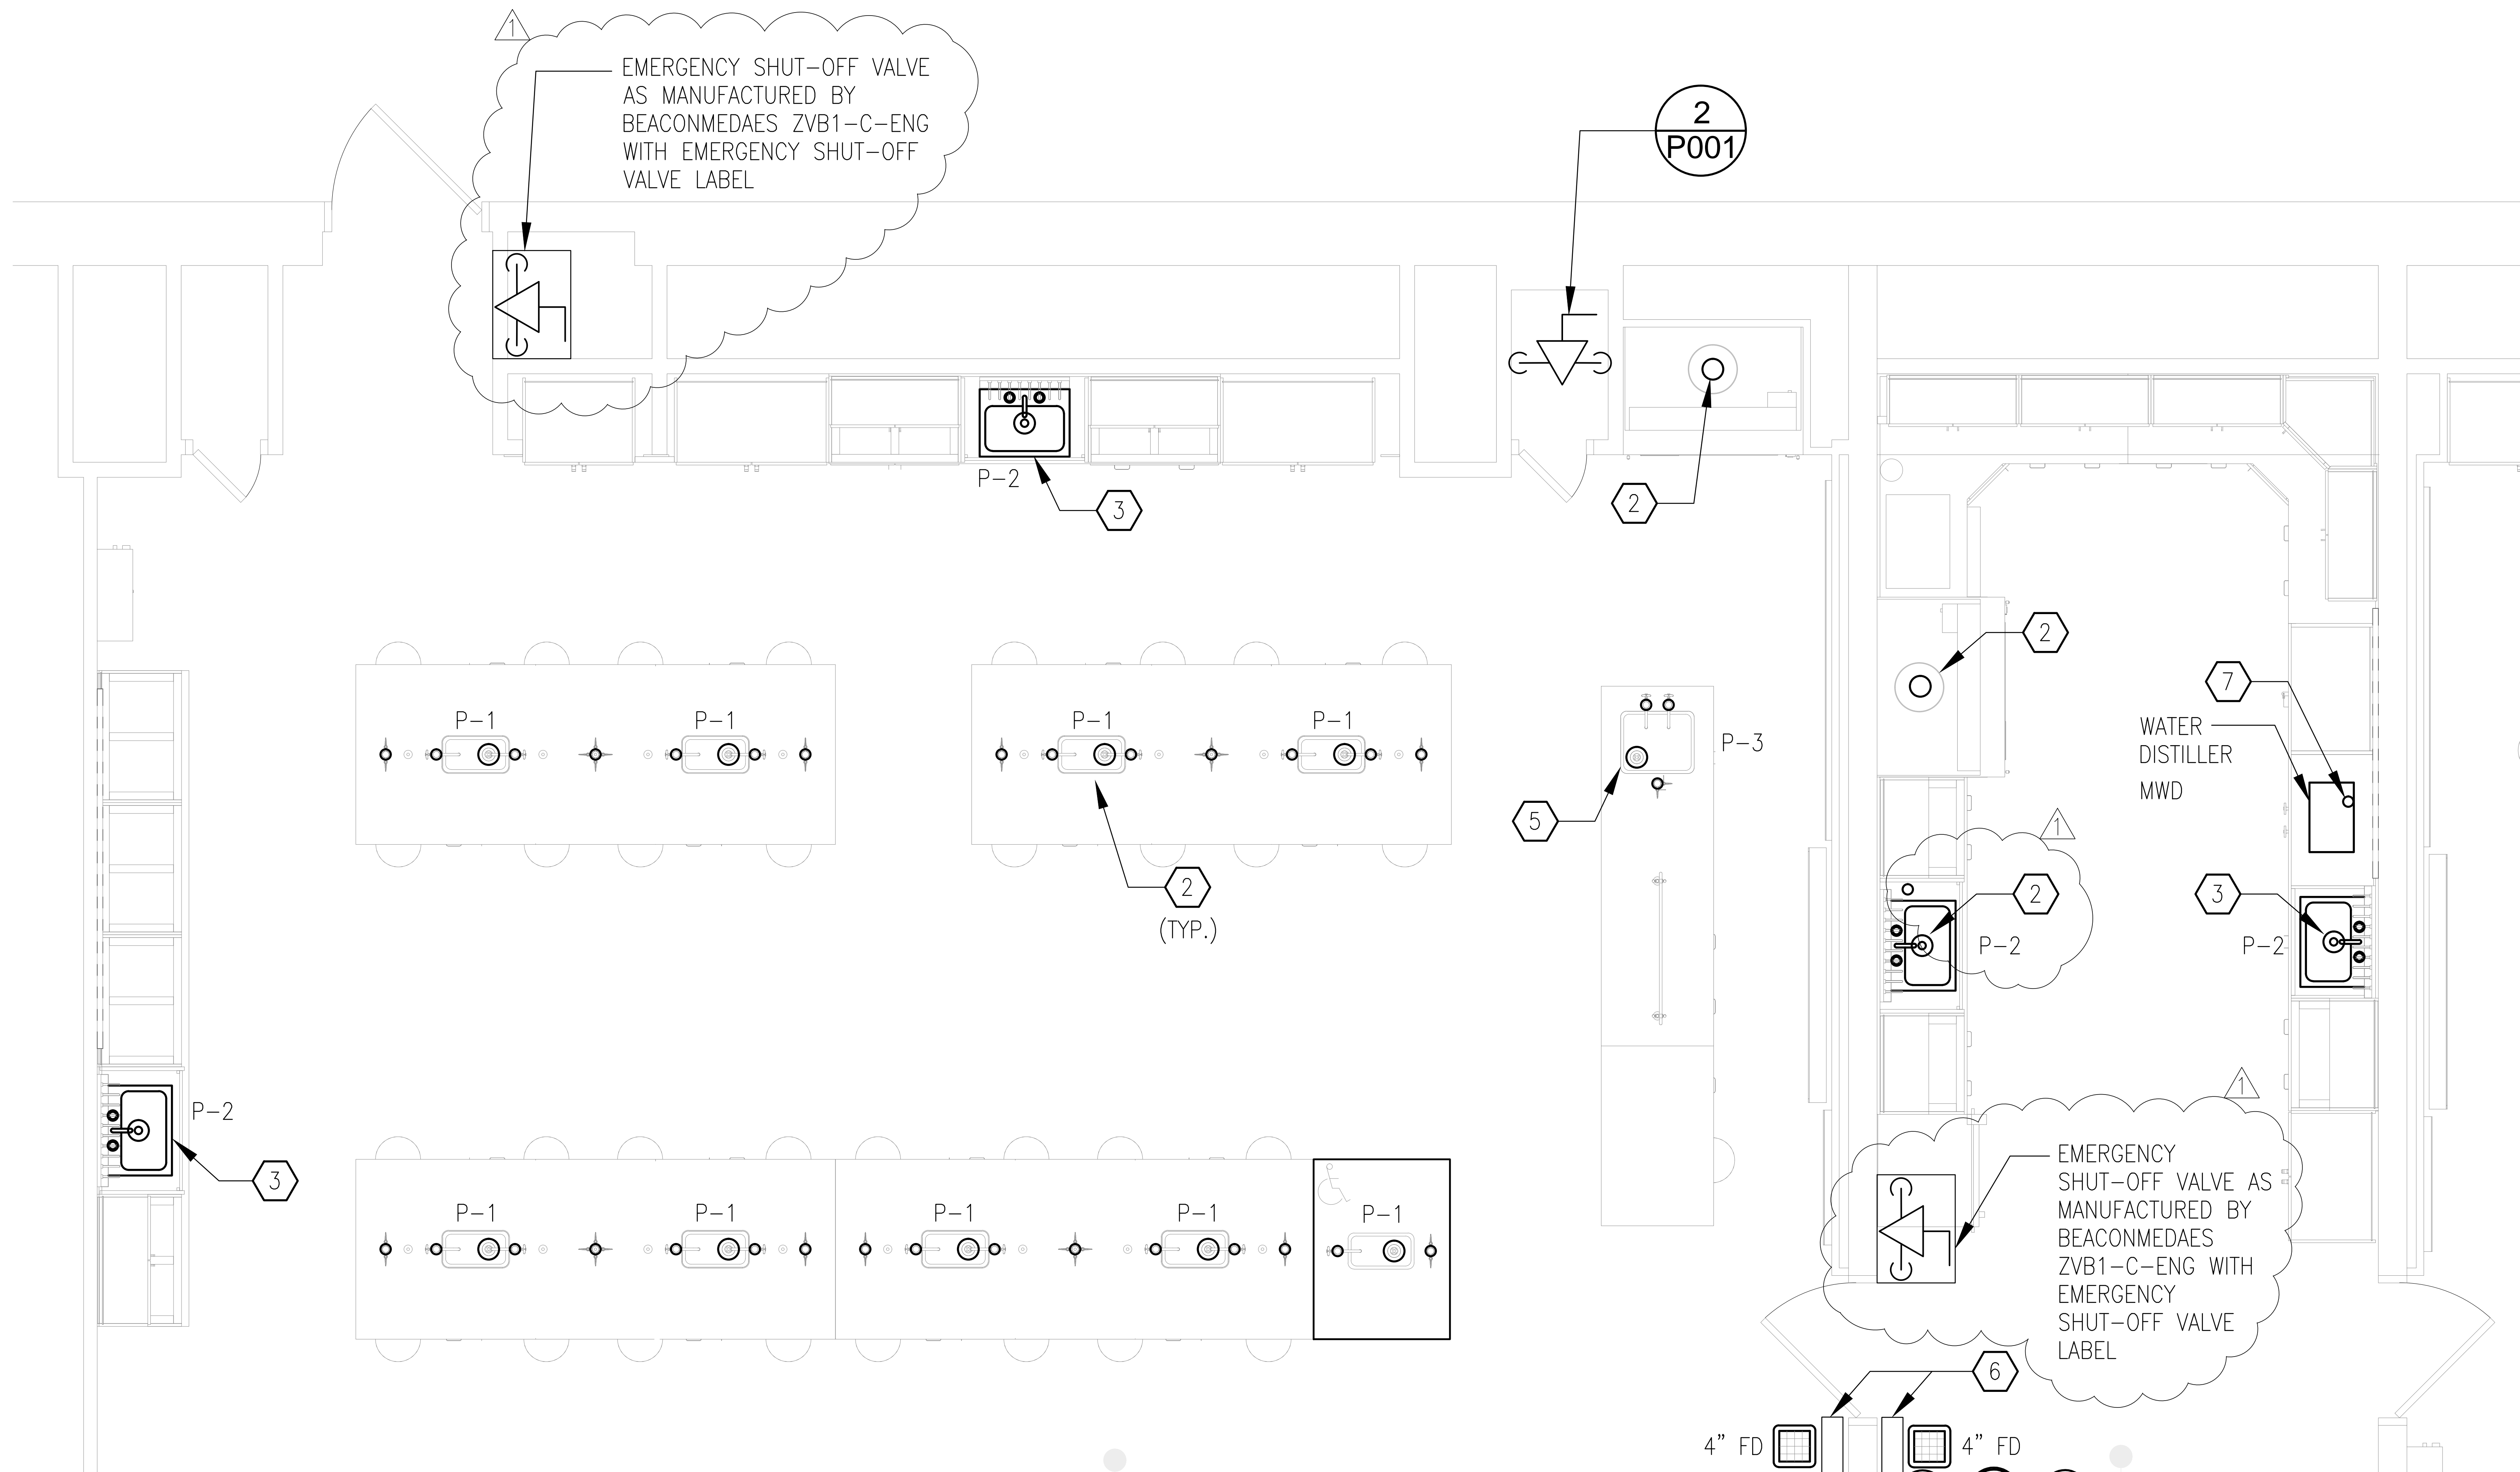 1
EMERGENCY SHUT-OFF VALVE
AS MANUFACTURED BY
BEACONMEDAES ZVB1-C-ENG
WITH EMERGENCY SHUT-OFF
VALVE LABEL
2
P001
P-2
3
2
2
P-1
P-1
P-1
P-1
7
WATER
DISTILLER
MWD
P-3
5
1
2
(TYP.)
2
3
P-2
P-2
1
P-2
3
EMERGENCY
SHUT-OFF VALVE AS
MANUFACTURED BY
BEACONMEDAES
ZVB1-C-ENG WITH
EMERGENCY
SHUT-OFF VALVE
LABEL
P-1
P-1
P-1
P-1
P-1
6
4" FD
4" FD